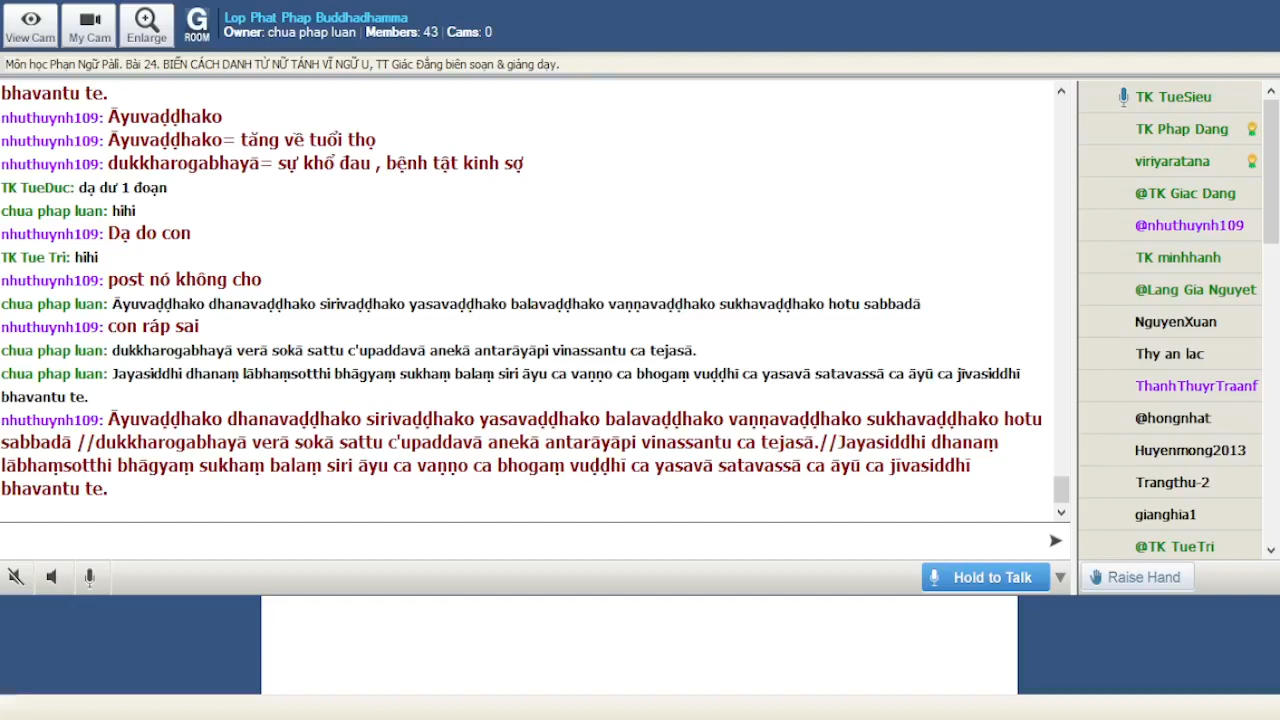 View Cam
My Cam
Enlarge
G
ROOM
Lop Phat Phap Buddhadhamma
Owner: chua phap luan | Members: 43 | Cams: 0
Môn học Phạn Ngữ Pāli. Bài 24. BIẾN CÁCH DANH TỪ NỮ TÁNH VĨ NGỮ U, TT Giác Đẳng biên soạn & giảng dạy.
bhavantu te.
nhuthuynh109: Āyuvaḍḍhako
nhuthuynh109: Āyuvaḍḍhako= tăng về tuổi thọ
nhuthuynh109: dukkharogabhayā= sự khổ đau , bệnh tật kinh sợ
TK TueDuc: dạ dư 1 đoạn
chua phap luan: hihi
nhuthuynh109: Dạ do con
TK Tue Tri: hihi
nhuthuynh109: post nó không cho
chua phap luan: Āyuvaḍḍhako dhanavaḍḍhako sirivaḍḍhako yasavaḍḍhako balavaḍḍhako vaṇṇavaḍḍhako sukhavaḍḍhako hotu sabbadā
nhuthuynh109: con ráp sai
chua phap luan: dukkharogabhayā verā sokā sattu c'upaddavā anekā antarāyāpi vinassantu ca tejasā.
chua phap luan: Jayasiddhi dhanaṃ lābhaṃsotthi bhāgyaṃ sukhaṃ balaṃ siri āyu ca vaṇṇo ca bhogaṃ vuḍḍhī ca yasavā satavassā ca āyū ca jīvasiddhī
bhavantu te.
nhuthuynh109: Āyuvaḍḍhako dhanavaḍḍhako sirivaḍḍhako yasavaḍḍhako balavaḍḍhako vaṇṇavaḍḍhako sukhavaḍḍhako hotu
sabbadā //dukkharogabhayā verā sokā sattu c'upaddavā anekā antarāyāpi vinassantu ca tejasā.//Jayasiddhi dhanaṃ
lābhaṃsotthi bhāgyaṃ sukhaṃ balaṃ siri āyu ca vaṇṇo ca bhogaṃ vuḍḍhī ca yasavā satavassā ca āyū ca jīvasiddhī
bhavantu te.
Hold to Talk
TK TueSieu
TK Phap Dang
viriyaratana
@TK Giac Dang
@nhuthuynh109
TK minhhanh
@Lang Gia Nguyet
NguyenXuan
Thy an lac
ThanhThuyrTraanf
@hongnhat
Huyenmong2013
Trangthu-2
gianghia1
@TK TueTri
Raise Hand